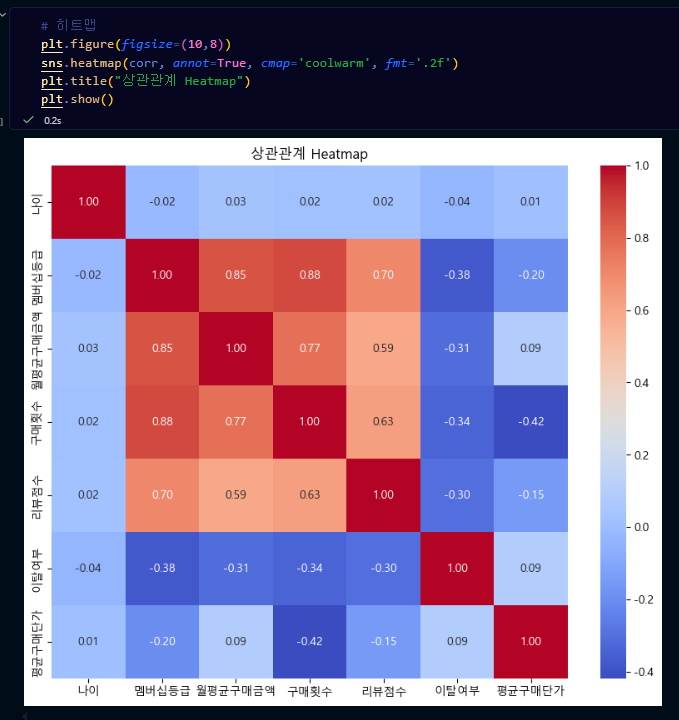 # 히트맵
plt.figure(figsize=(10,8))
sns.heatmap(corr, annot=True, cmap='coolwarm', fmt='.2f')
plt.title("상관관계 Heatmap")
plt.show()
0.2s
상관관계 Heatmap
나이 1.00 -0.02 0.03 0.02 0.02 -0.04 0.01
멤버십등급 -0.02 1.00 0.85 0.88 0.70 -0.38 -0.20
월평균구매금액 0.03 0.85 1.00 0.77 0.59 -0.31 0.09
구매횟수 0.02 0.88 0.77 1.00 0.63 -0.34 -0.42
리뷰점수 0.02 0.70 0.59 0.63 1.00 -0.30 -0.15
이탈여부 -0.04 -0.38 -0.31 -0.34 -0.30 1.00 0.09
평균구매단가 0.01 -0.20 0.09 -0.42 -0.15 0.09 1.00
나이 멤버십등급 월평균구매금액 구매횟수 리뷰점수 이탈여부 평균구매단가
1.0
0.8
0.6
0.4
0.2
0.0
-0.2
-0.4